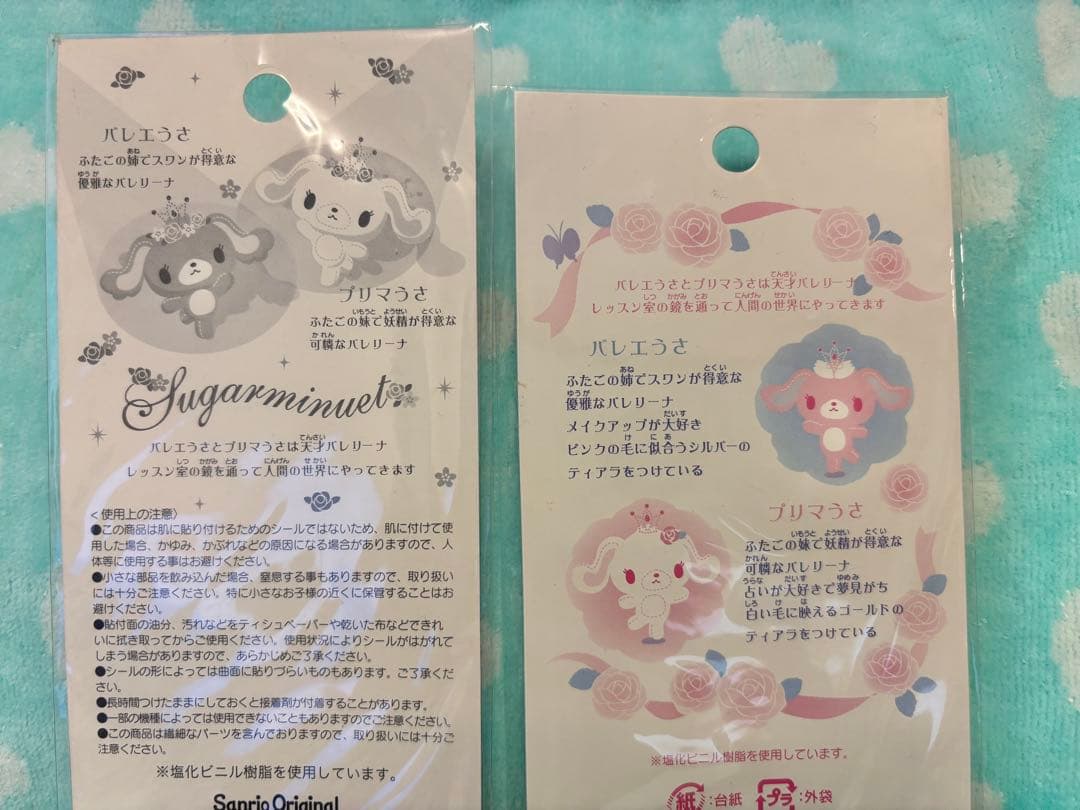 バレエうさ
ふたごの姉でスワンが得意な
優雅なバレリーナ
プリマうさ
ふたごの妹で妖精が得意な
可憐なバレリーナ
Sugarminuet
バレエうさとプリマうさは天才バレリーナ
レッスン室の鏡を通って人間の世界にやってきます
<使用上の注意>
●この商品は肌に貼り付けるためのシールではないため、肌に付けて使
用した場合、かゆみ、かぶれなどの原因になる場合がありますので、人
体等に使用する事はお避けください。
●小さな部品を飲み込んだ場合、窒息する事もありますので、取り扱い
には十分ご注意ください。特に小さなお子様の近くに保管することはお
避けください。
●貼付面の油分、汚れなどをティシュペーパーや乾いた布などできれ
いに拭き取ってからご使用ください。使用状況によりシールがはがれて
しまう場合がありますので、あらかじめご了承ください。
●シールの形によっては曲面に貼りづらいものもあります。ご了承くだ
さい。
●長時間つけたままにしておくと接着剤が付着することがあります。
●一部の機種によっては使用できないこともありますのでご注意ください。
●この商品は繊細なパーツを含んでおりますので、取り扱いには十分ご
注意ください。
※塩化ビニル樹脂を使用しています。
Sanrio Original
バレエうさとプリマうさは天才バレリーナ
レッスン室の鏡を通って人間の世界にやってきます
バレエうさ
ふたごの姉でスワンが得意な
優雅なバレリーナ
メイクアップが大好き
ピンクの毛に似合うシルバーの
ティアラをつけている
プリマうさ
ふたごの妹で妖精が得意な
可憐なバレリーナ
占いが大好きで夢見がち
白い毛に映えるゴールドの
ティアラをつけている
※塩化ビニル樹脂を使用しています。
紙:台紙 プラ:外袋